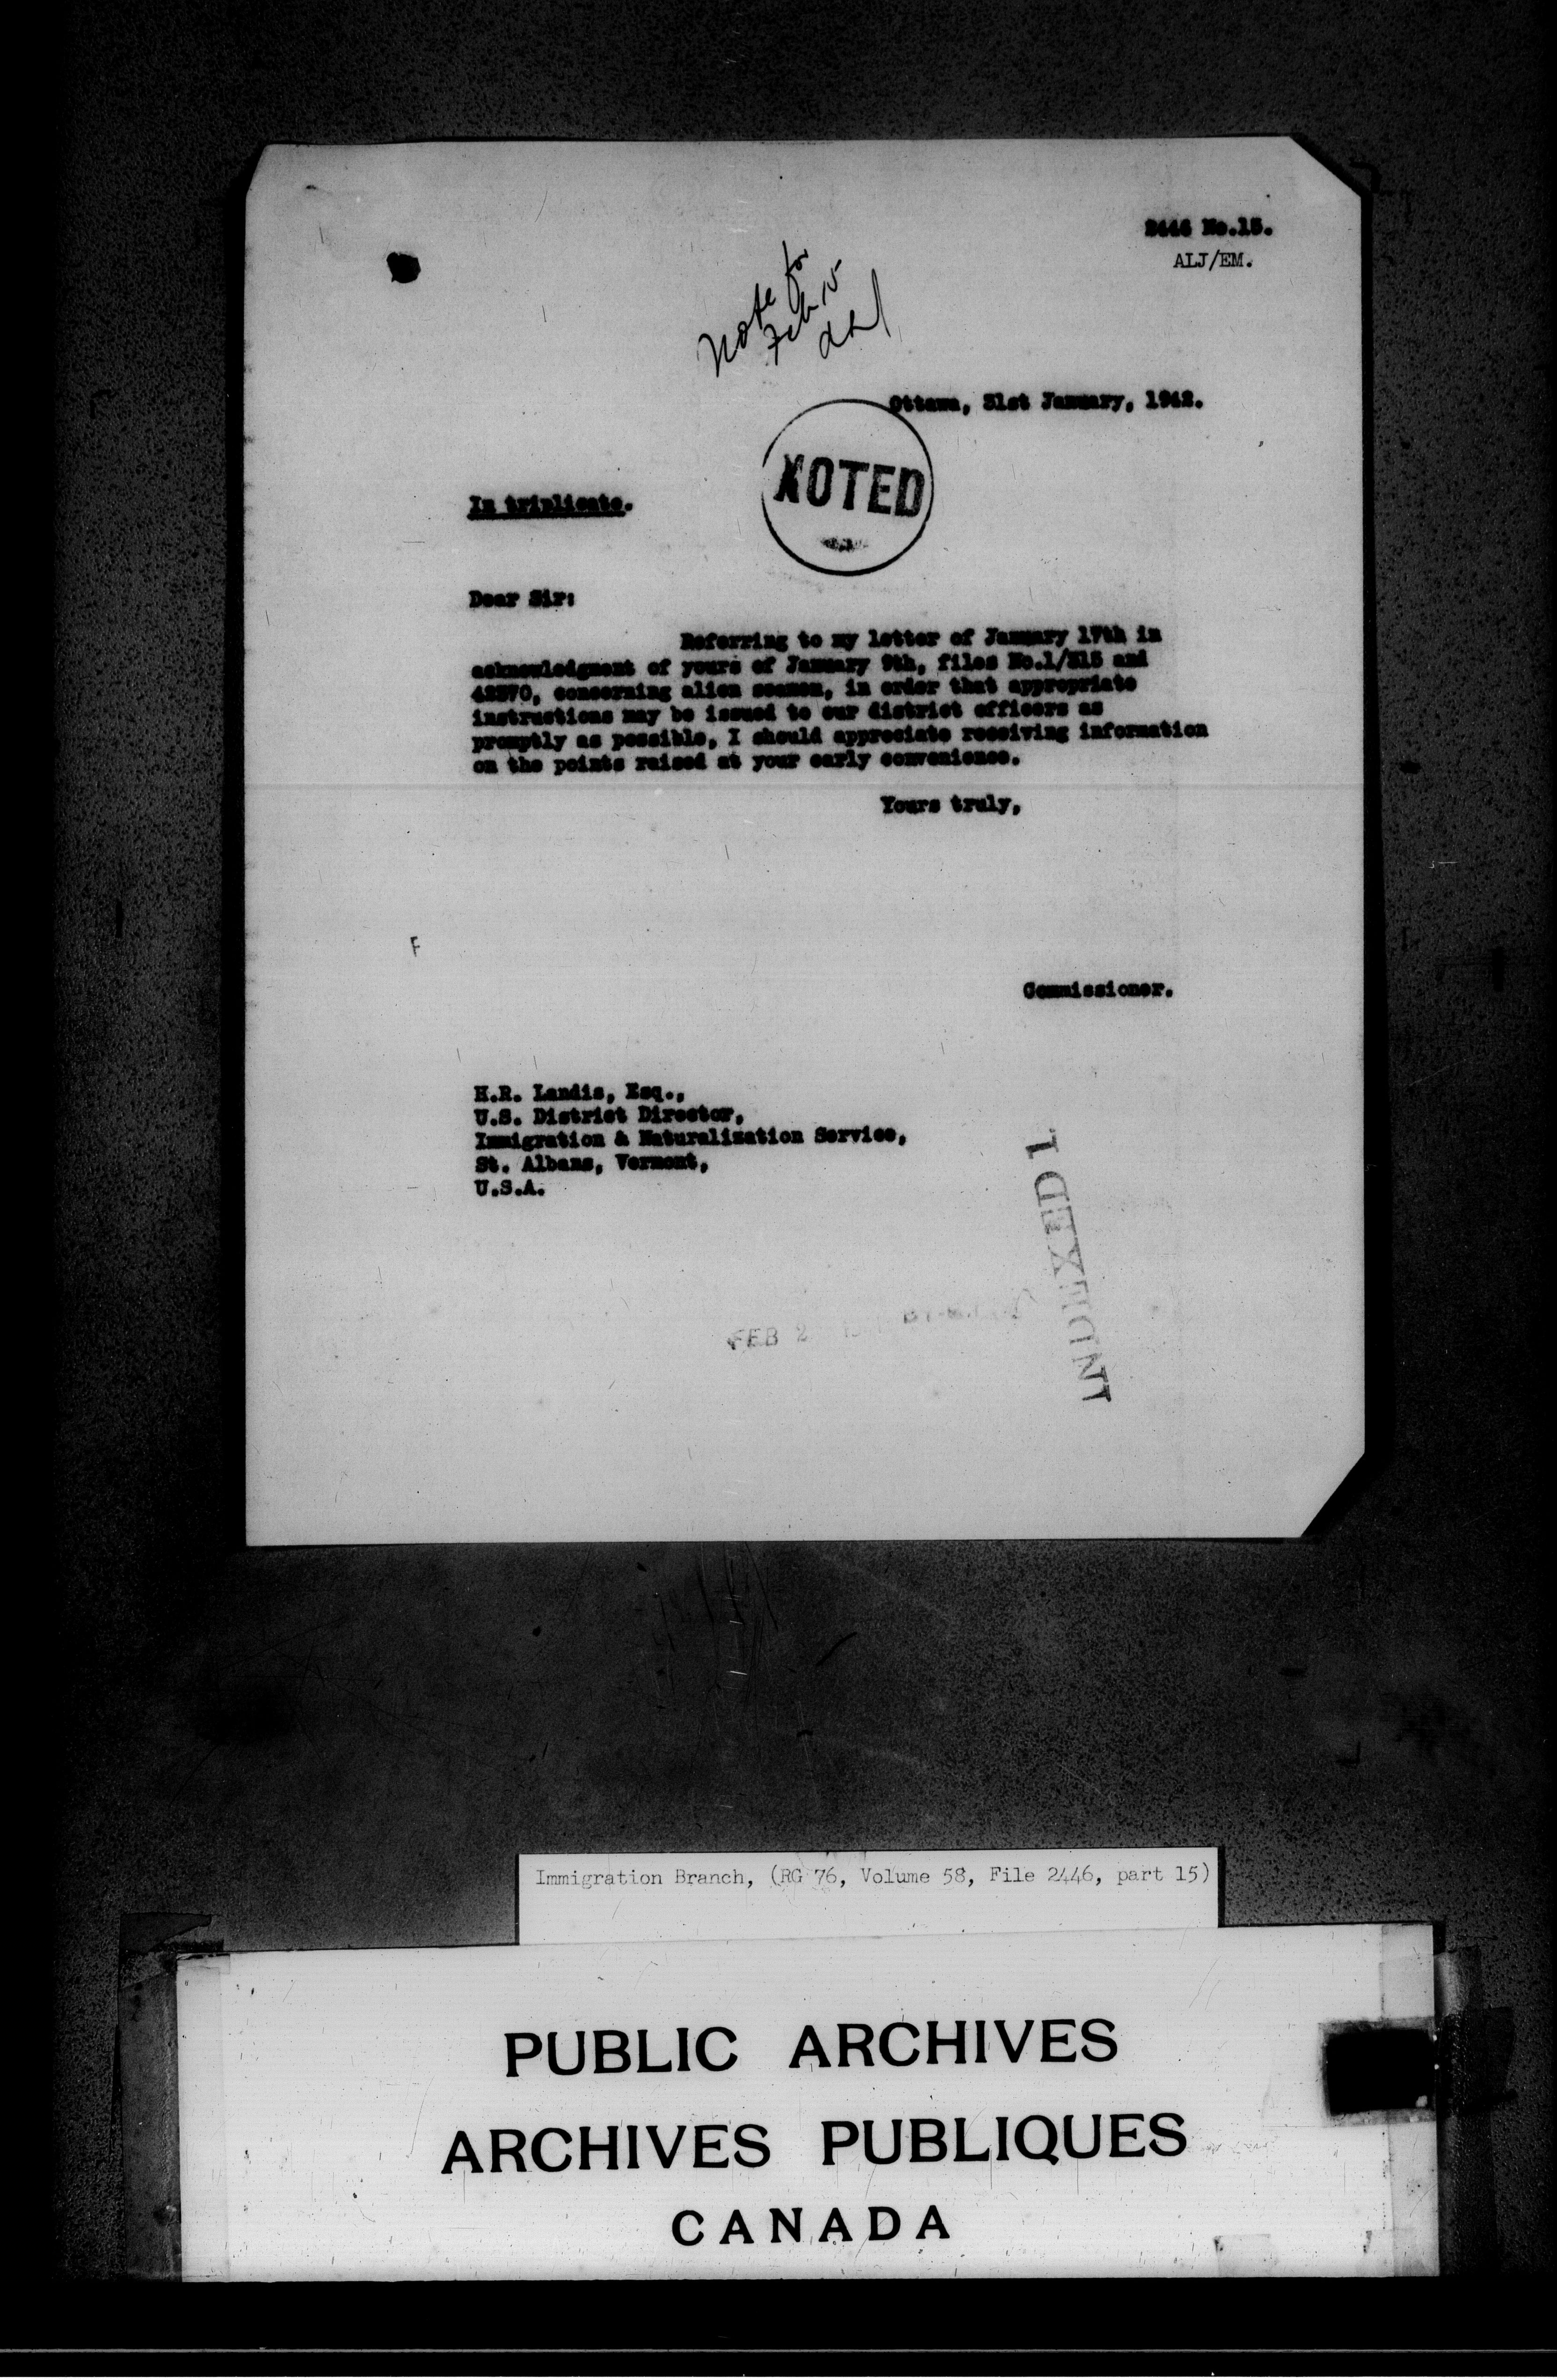 2446 No.15.
ALJ/EM.
Note for
Feb 15
Ottawa, 31st January, 1942.
NOTED
In triplicate.
Dear Sir:
Referring to my letter of January 17th in
acknowledgment of yours of January 9th, files No.1/315 and
42270, concerning alien seamen, in order that appropriate
instructions may be issued to our district officers as
promptly as possible, I should appreciate receiving information
on the points raised at your early convenience.
Yours truly,
F
Commissioner.
H.R. Landis, Esq.,
U.S. District Director,
Immigration & Naturalization Service,
St. Albans, Vermont,
U.S.A.
INDEXED 1
FEB 2
Immigration Branch, (RG 76, Volume 58, File 2446, part 15)
PUBLIC ARCHIVES
ARCHIVES PUBLIQUES
CANADA